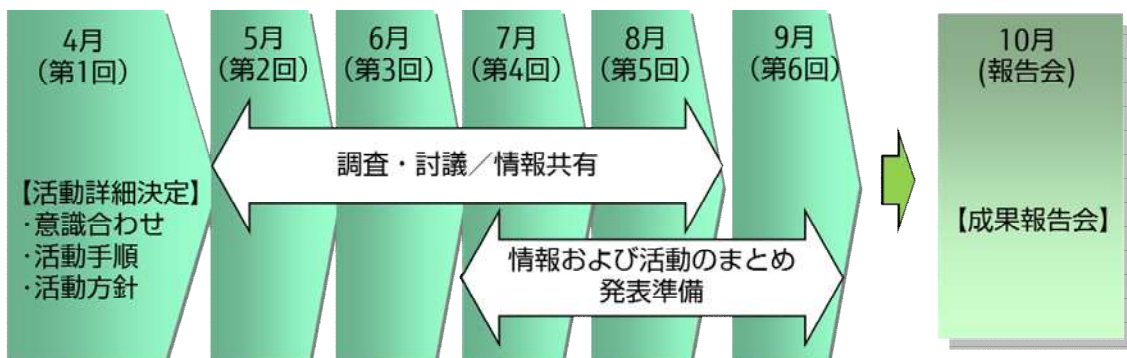 4月
(第1回)
5月
(第2回)
6月
(第3回)
7月
(第4回)
8月
(第5回)
9月
(第6回)
10月
(報告会)
調査・討議／情報共有
【活動詳細決定】
・意識合わせ
・活動手順
・活動方針
情報および活動のまとめ
発表準備
【成果報告会】